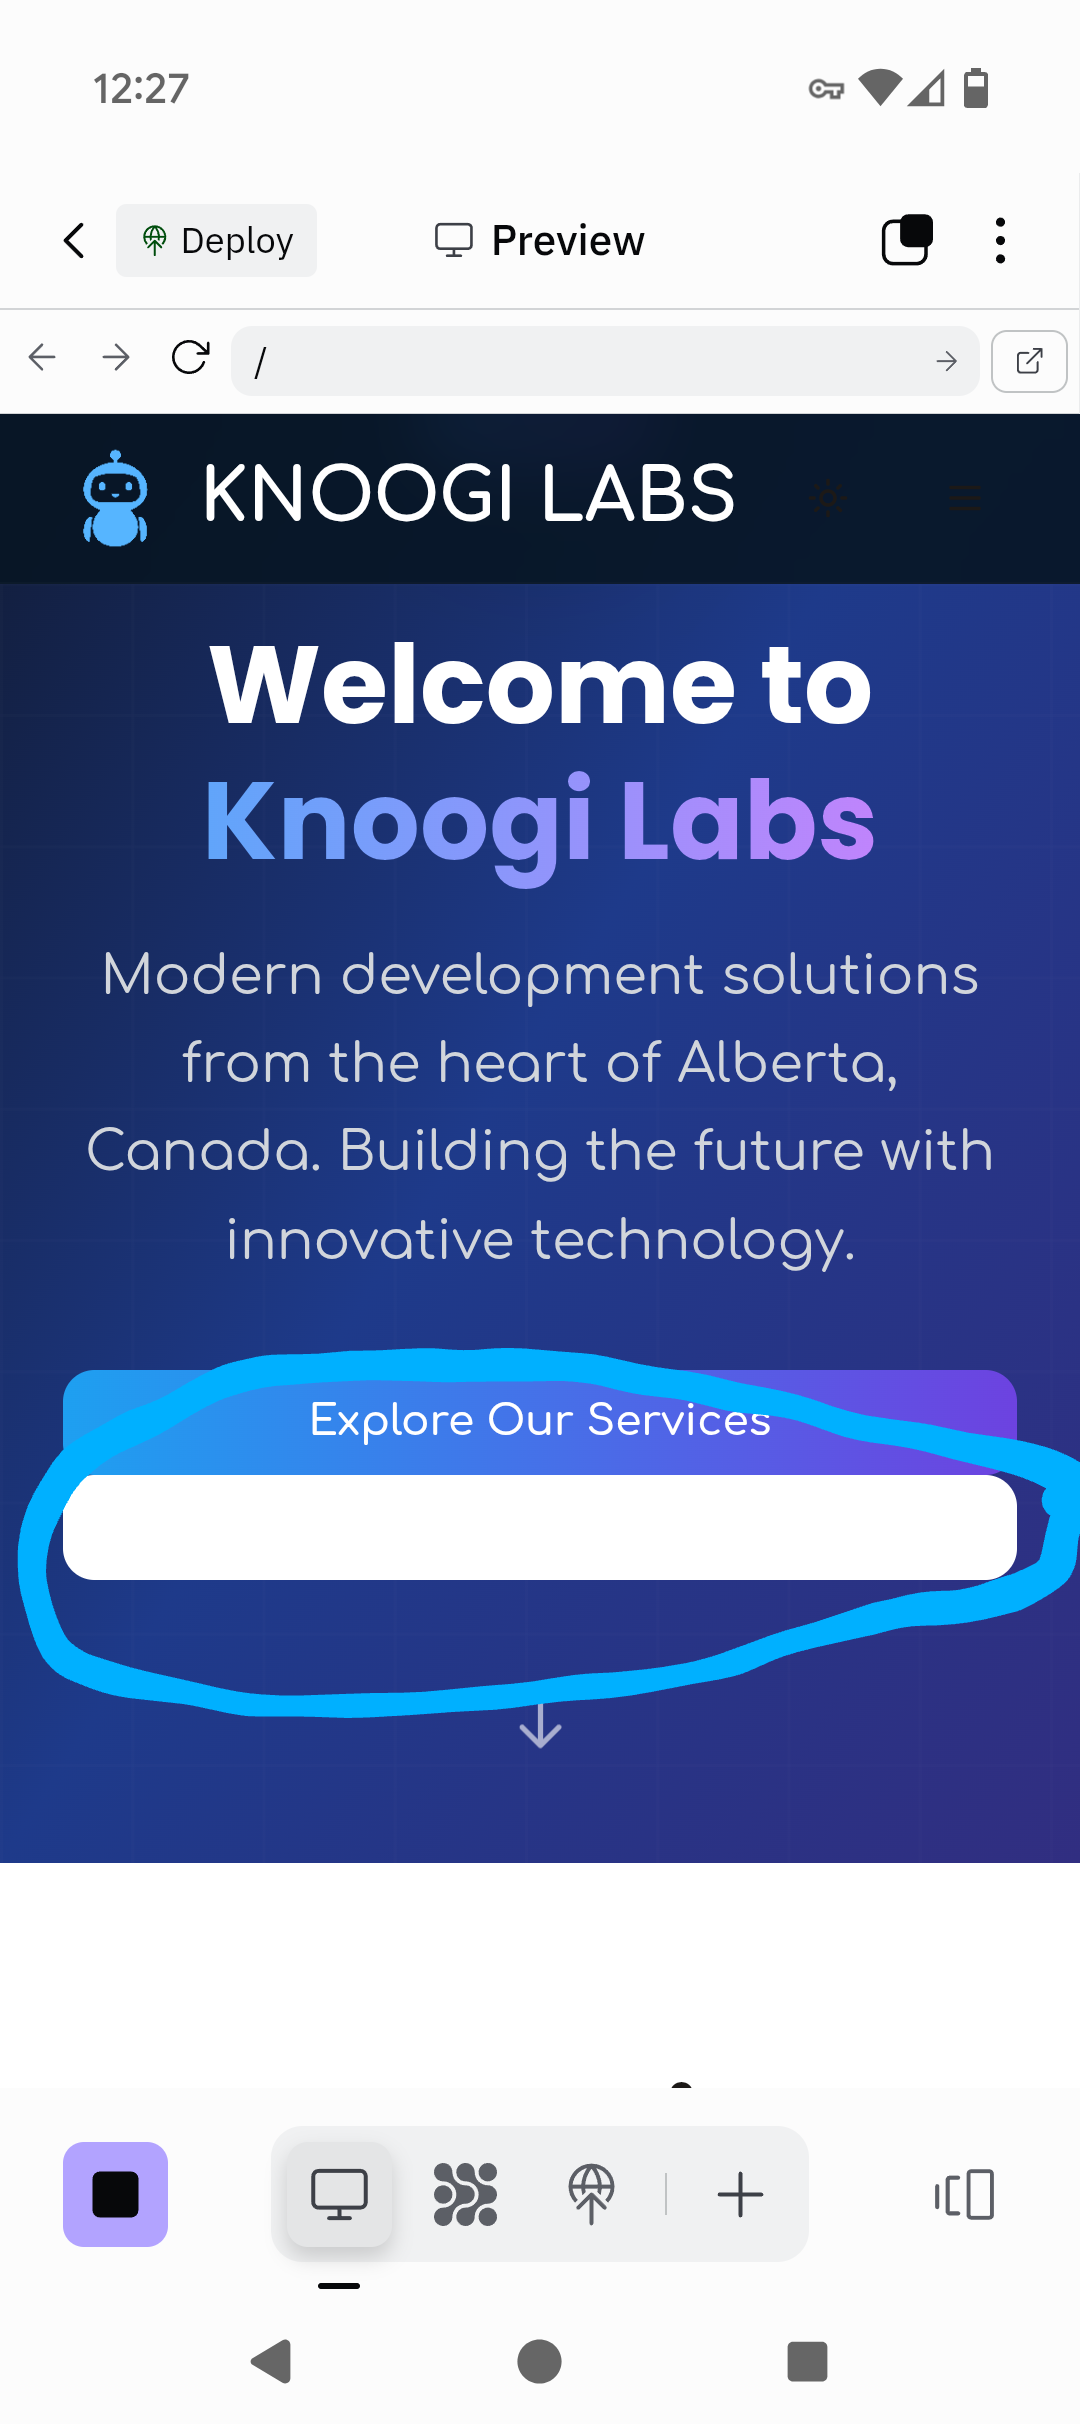 12:27
Deploy
Preview
/
KNOOGI LABS
Welcome to
Knoogi Labs
Modern development solutions
from the heart of Alberta,
Canada. Building the future with
innovative technology.
Explore Our Services